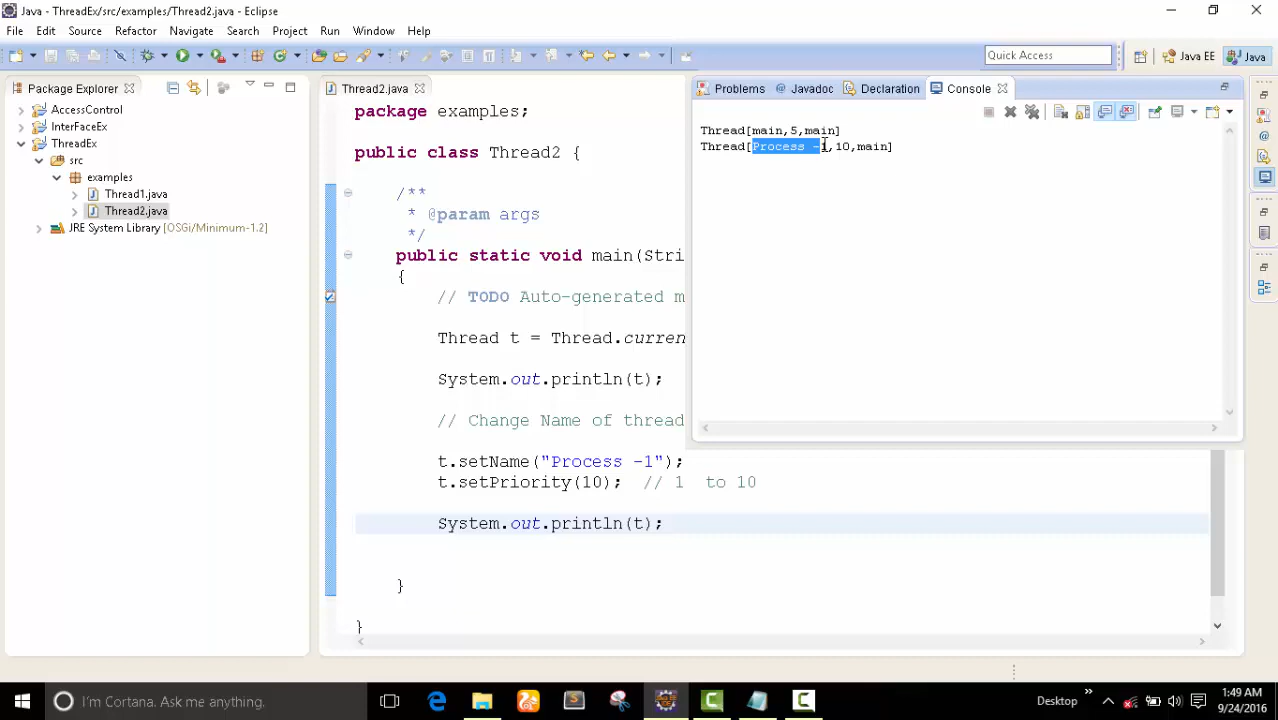 Java - ThreadEx/src/examples/Thread2.java - Eclipse
File Edit Source Refactor Navigate Search Project Run Window Help
Quick Access
Java EE
Java
Package Explorer
AccessControl
InterFaceEx
ThreadEx
src
examples
Thread1.java
Thread2.java
JRE System Library [OSGi/Minimum-1.2]
Thread2.java
package examples;
public class Thread2 {
/**
* @param args
*/
public static void main(Stri
{
// TODO Auto-generated m
Thread t = Thread.curren
System.out.println(t);
// Change Name of thread
t.setName("Process -1");
t.setPriority(10); // 1 to 10
System.out.println(t);
}
}
Problems @ Javadoc Declaration Console
Thread[main,5,main]
Thread[Process -1,10,main]
I'm Cortana. Ask me anything.
Desktop
1:49 AM
9/24/2016